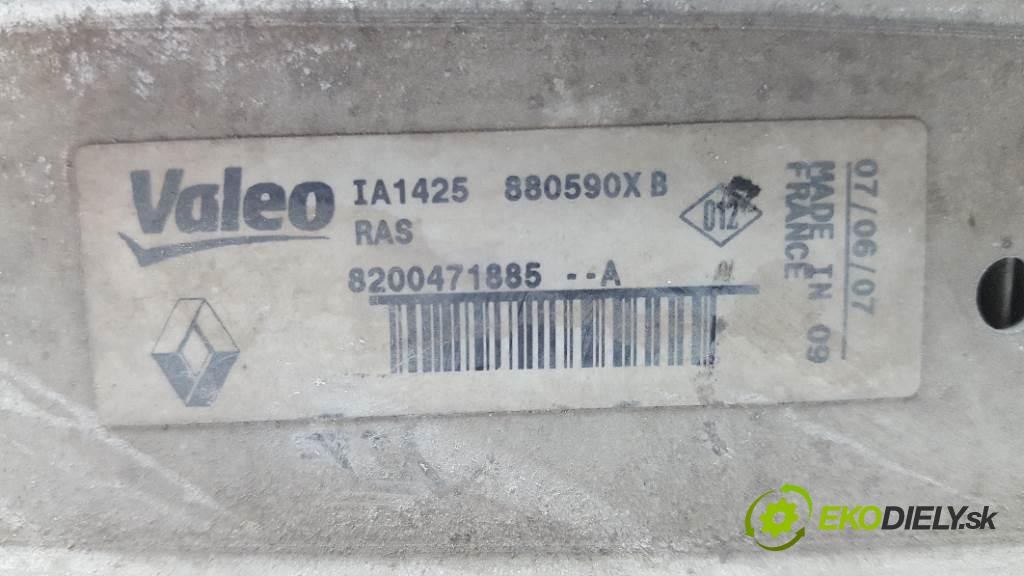 Valeo
IA1425 880590X B
RAS
8200471885 --A
012
MADE IN 09
FRANCE
07/06/07
EKODIELY.sk